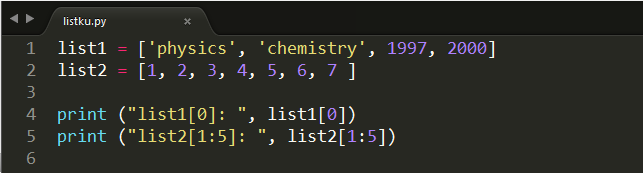 listku.py ×
1 list1 = ['physics', 'chemistry', 1997, 2000]
2 list2 = [1, 2, 3, 4, 5, 6, 7 ]
3
4 print ("list1[0]: ", list1[0])
5 print ("list2[1:5]: ", list2[1:5])
6